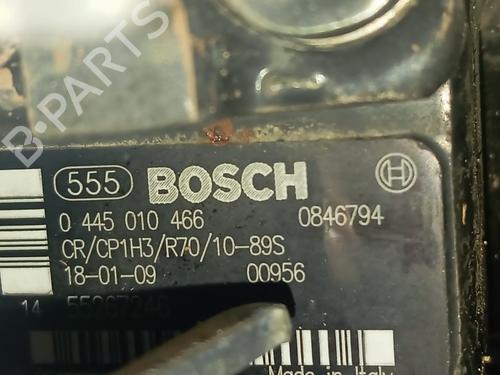 B-PARTS
555 BOSCH
0 445 010 466 0846794
CR/CP1H3/R70/10-89S
18-01-09 00956
14
Made in Italy